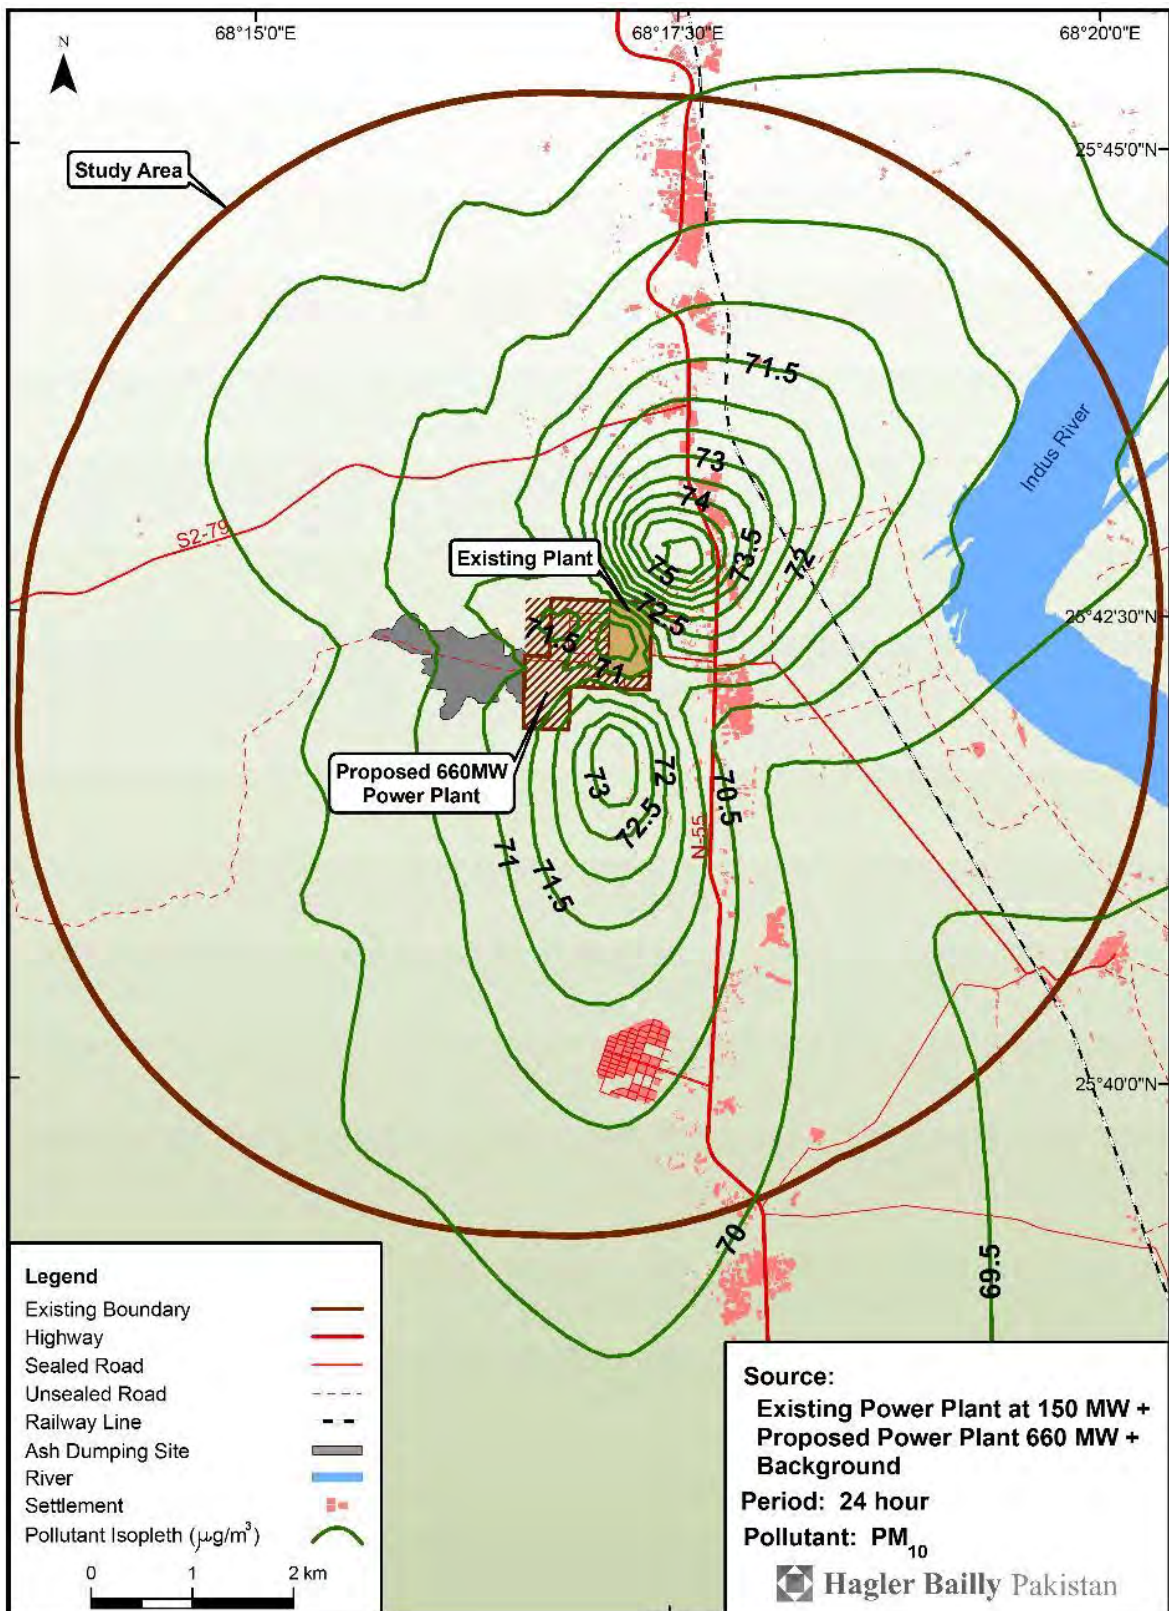 68°15'0"E
68°17'30"E
68°20'0"E
N
25°45'0"N
Study Area
71.5
Indus River
73
74
S2-79
73.5
72
Existing Plant
75
72.5
25°42'30"N
71.5
71
Proposed 660MW
Power Plant
73
72
70.5
72.5
N-55
71
71.5
25°40'0"N
70
69.5
Legend
Existing Boundary
Highway
Sealed Road
Unsealed Road
Railway Line
Ash Dumping Site
River
Settlement
Pollutant Isopleth (µg/m³)
0 1 2 km
Source:
Existing Power Plant at 150 MW +
Proposed Power Plant 660 MW +
Background
Period: 24 hour
Pollutant: PM₁₀
Hagler Bailly Pakistan